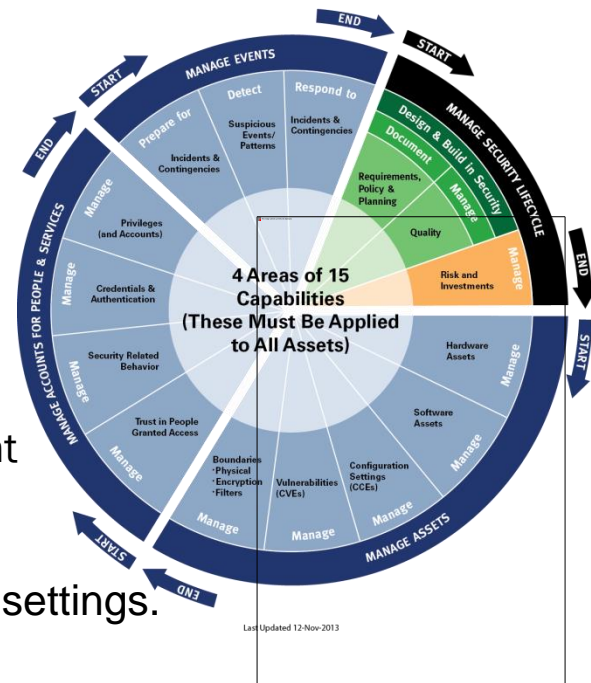 END
START
MANAGE EVENTS
END
START
Prepare for
Incidents &
Contingencies
Detect
Suspicious
Events/
Patterns
Respond to
Incidents &
Contingencies
MANAGE SECURITY LIFECYCLE
Design & Build in Security
Document
Requirements,
Policy &
Planning
Manage
Quality
Manage
Risk and
Investments
END
START
4 Areas of 15
Capabilities
(These Must Be Applied
to All Assets)
Hardware
Assets
Manage
Software
Assets
Manage
Configuration
Settings
(CCEs)
Manage
Vulnerabilities
(CVEs)
Manage
Boundaries
·Physical
·Encryption
·Filters
Manage
MANAGE ASSETS
END
START
Trust in People
Granted Access
Manage
Security Related
Behavior
Manage
Credentials &
Authentication
Manage
Privileges
(and Accounts)
Manage
MANAGE ACCOUNTS FOR PEOPLE & SERVICES
settings.
Last Updated 12-Nov-2013